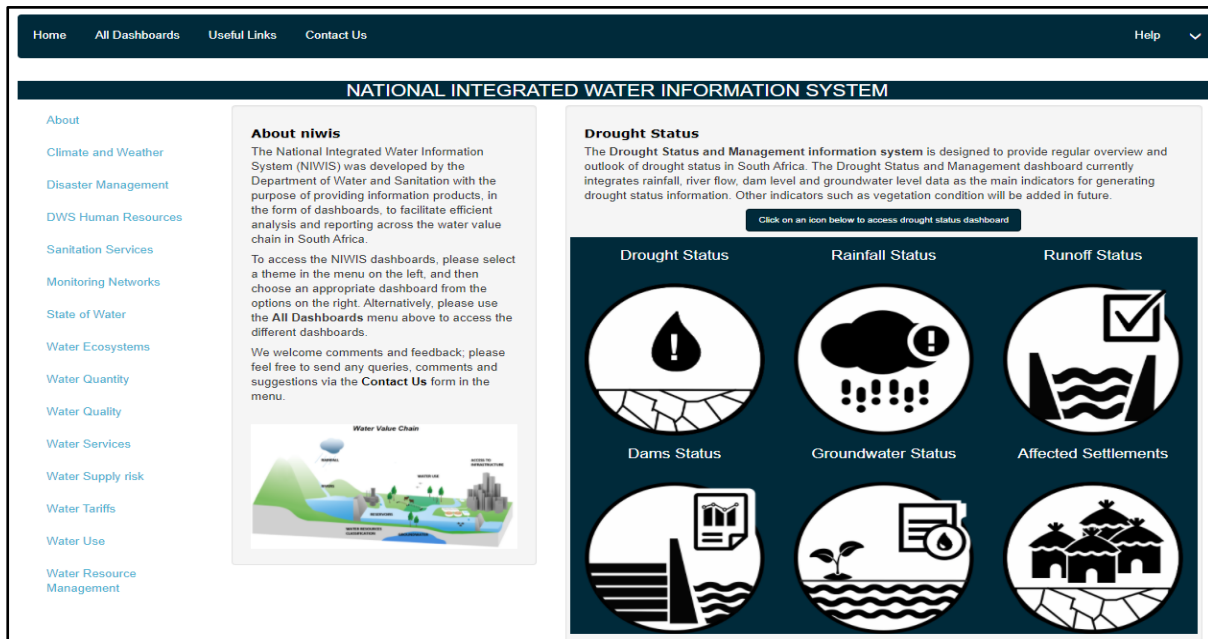 Home All Dashboards Useful Links Contact Us Help
NATIONAL INTEGRATED WATER INFORMATION SYSTEM
About
Climate and Weather
Disaster Management
DWS Human Resources
Sanitation Services
Monitoring Networks
State of Water
Water Ecosystems
Water Quantity
Water Quality
Water Services
Water Supply risk
Water Tariffs
Water Use
Water Resource
Management
About niwis
The National Integrated Water Information
System (NIWIS) was developed by the
Department of Water and Sanitation with the
purpose of providing information products, in
the form of dashboards, to facilitate efficient
analysis and reporting across the water value
chain in South Africa.
To access the NIWIS dashboards, please select
a theme in the menu on the left, and then
choose an appropriate dashboard from the
options on the right. Alternatively, please use
the All Dashboards menu above to access the
different dashboards.
We welcome comments and feedback; please
feel free to send any queries, comments and
suggestions via the Contact Us form in the
menu.
Water Value Chain
RAINFALL
ACCESS TO
INFRASTRUCTURE
WATER USE
RIVERS
RESERVOIRS
WATER RESOURCES
CLASSIFICATION
GROUNDWATER
Drought Status
The Drought Status and Management information system is designed to provide regular overview and
outlook of drought status in South Africa. The Drought Status and Management dashboard currently
integrates rainfall, river flow, dam level and groundwater level data as the main indicators for generating
drought status information. Other indicators such as vegetation condition will be added in future.
Click on an icon below to access drought status dashboard
Drought Status Rainfall Status Runoff Status
Dams Status Groundwater Status Affected Settlements